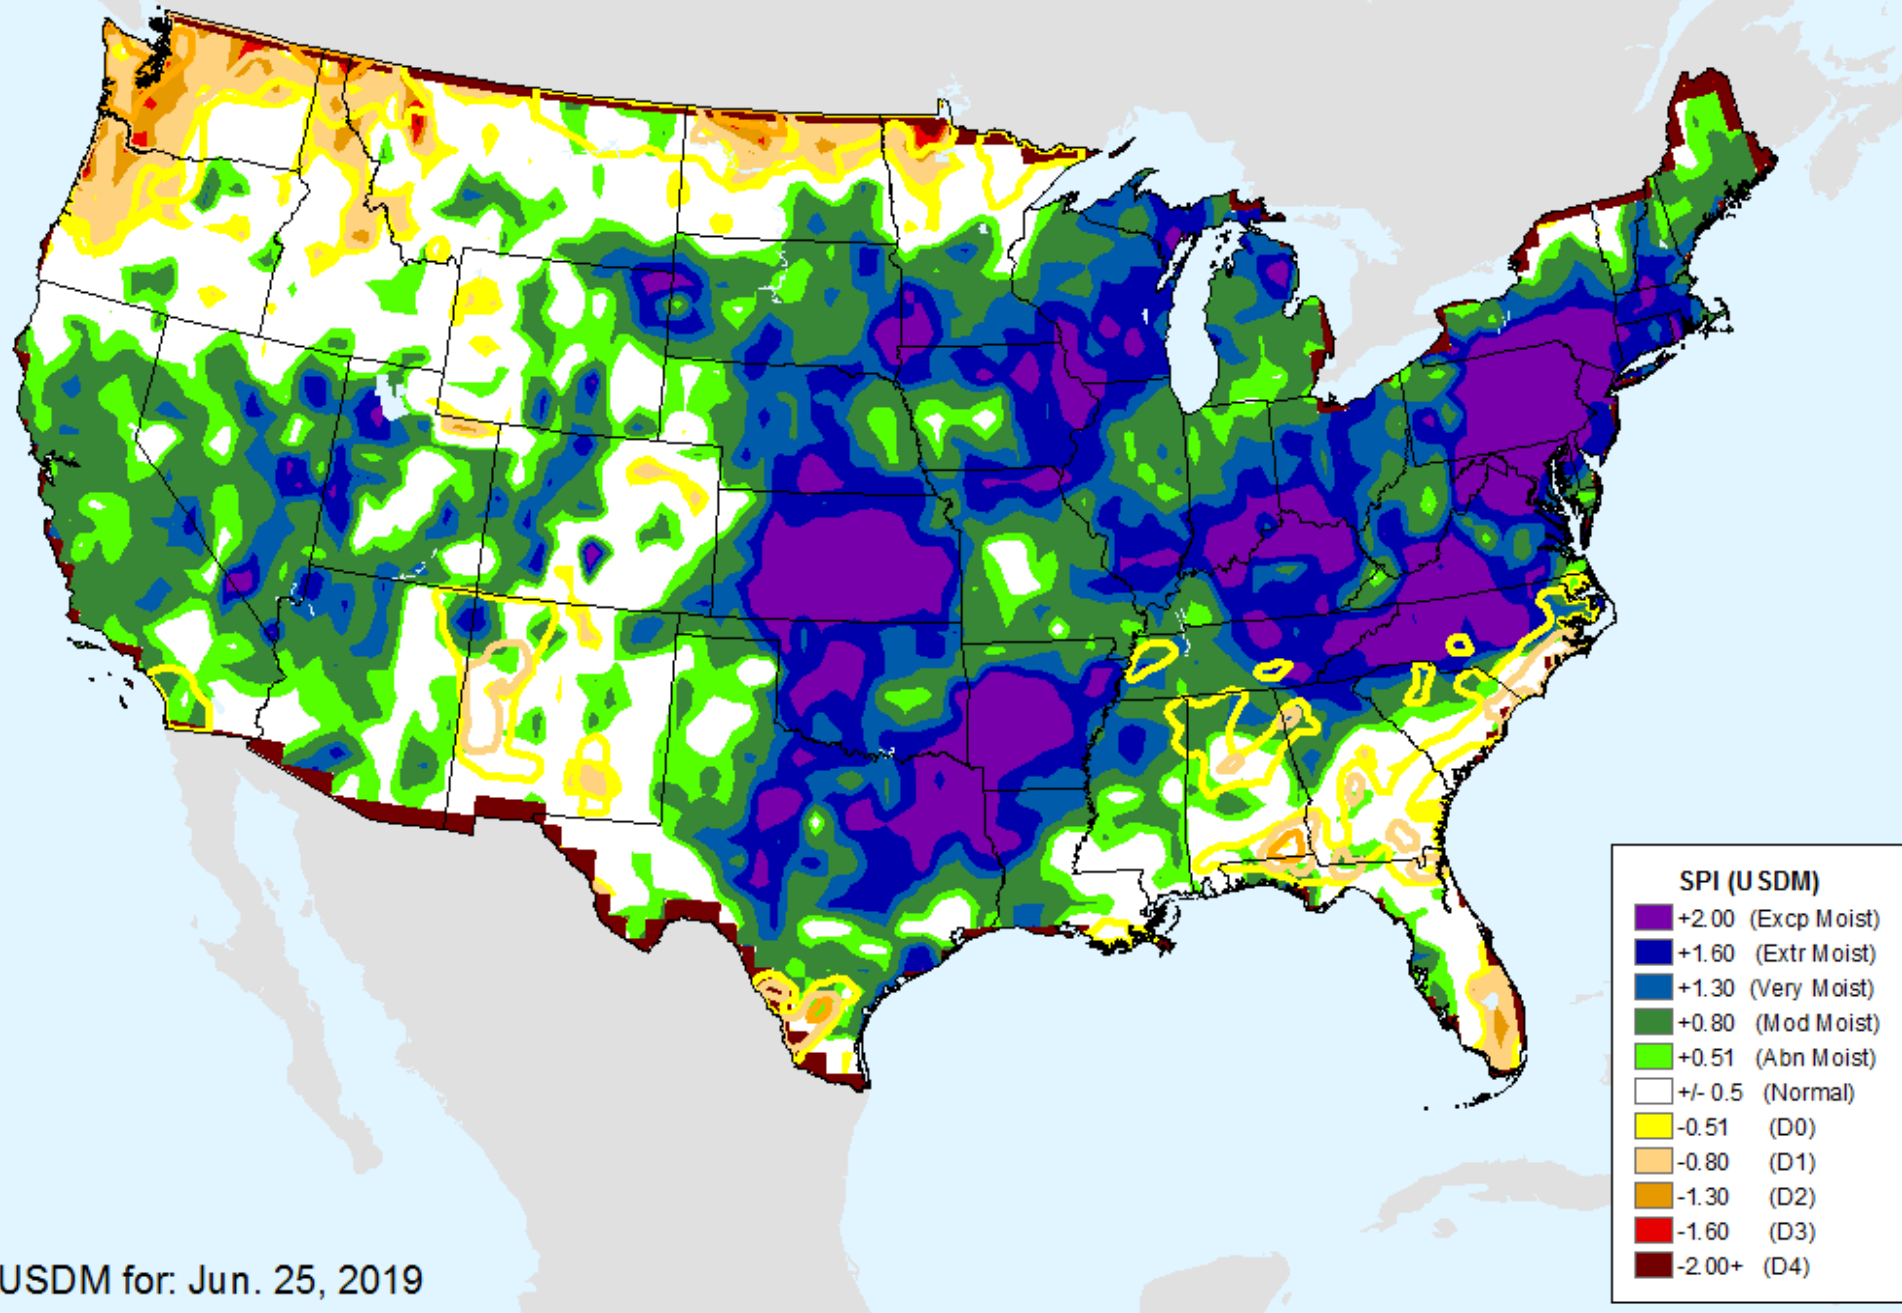 SPI (USDM)
+2.00 (Excp Moist)
+1.60 (Extr Moist)
+1.30 (Very Moist)
+0.80 (Mod Moist)
+0.51 (Abn Moist)
+/- 0.5 (Normal)
-0.51 (D0)
-0.80 (D1)
-1.30 (D2)
-1.60 (D3)
-2.00+ (D4)
USDM for: Jun. 25, 2019